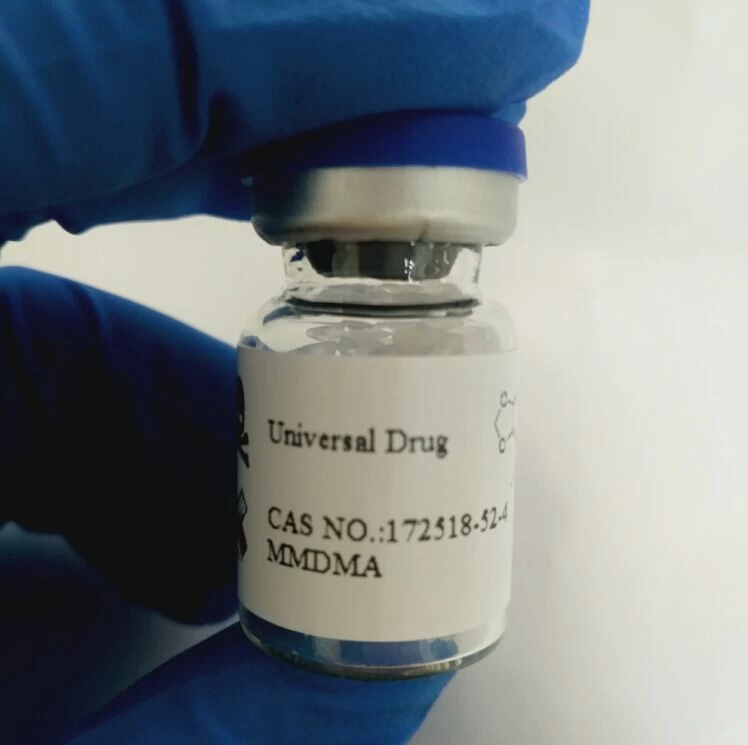 Universal Drug
CAS NO.:172518-52-4
MMDMA